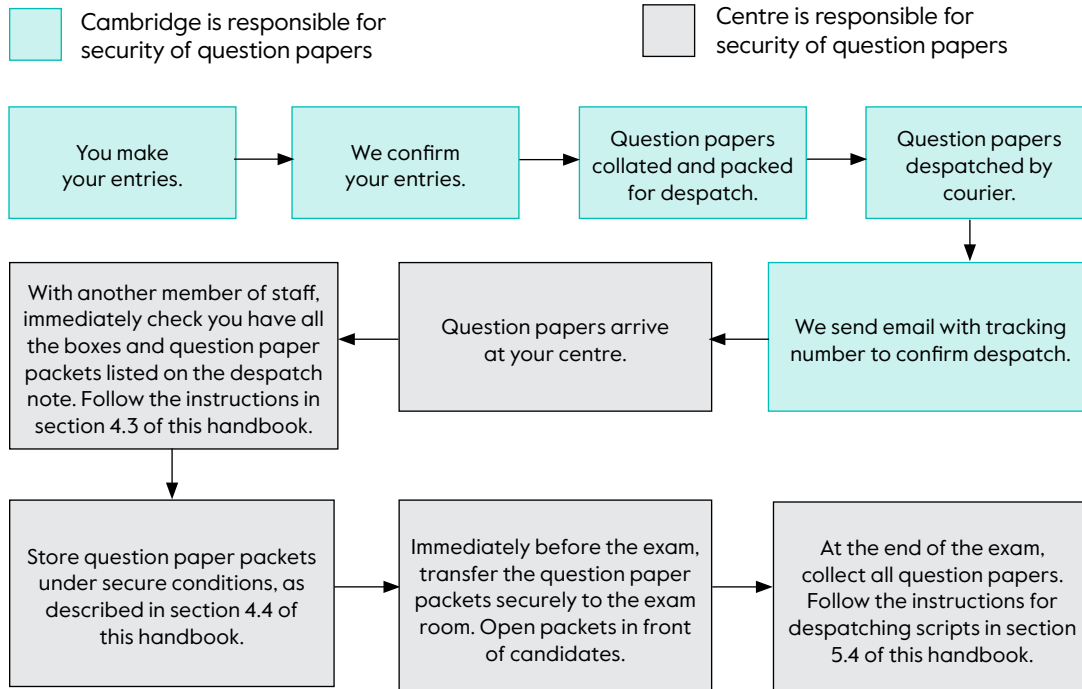 Cambridge is responsible for
security of question papers
Centre is responsible for
security of question papers
You make
your entries.
We confirm
your entries.
Question papers
collated and packed
for despatch.
Question papers
despatched by
courier.
We send email with tracking
number to confirm despatch.
Question papers arrive
at your centre.
With another member of staff,
immediately check you have all
the boxes and question paper
packets listed on the despatch
note. Follow the instructions in
section 4.3 of this handbook.
Store question paper packets
under secure conditions, as
described in section 4.4 of
this handbook.
Immediately before the exam,
transfer the question paper
packets securely to the exam
room. Open packets in front
of candidates.
At the end of the exam,
collect all question papers.
Follow the instructions for
despatching scripts in section
5.4 of this handbook.